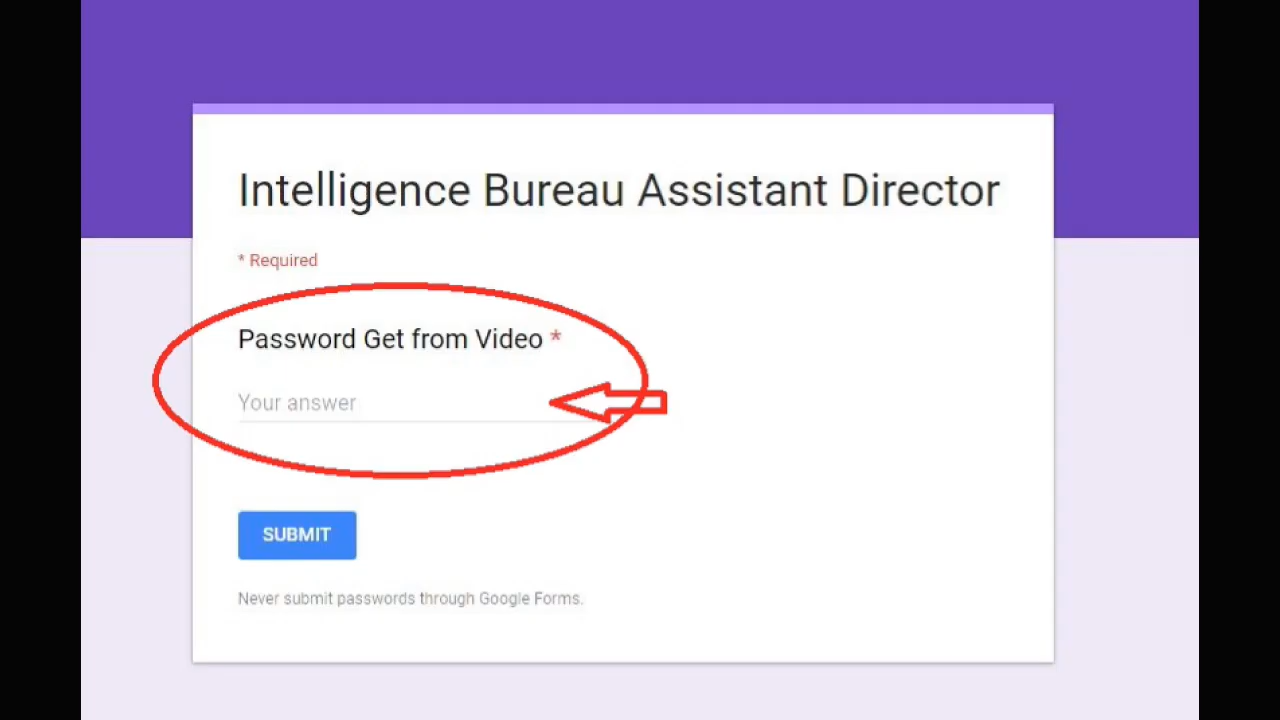 Intelligence Bureau Assistant Director
* Required
Password Get from Video *
Your answer
SUBMIT
Never submit passwords through Google Forms.